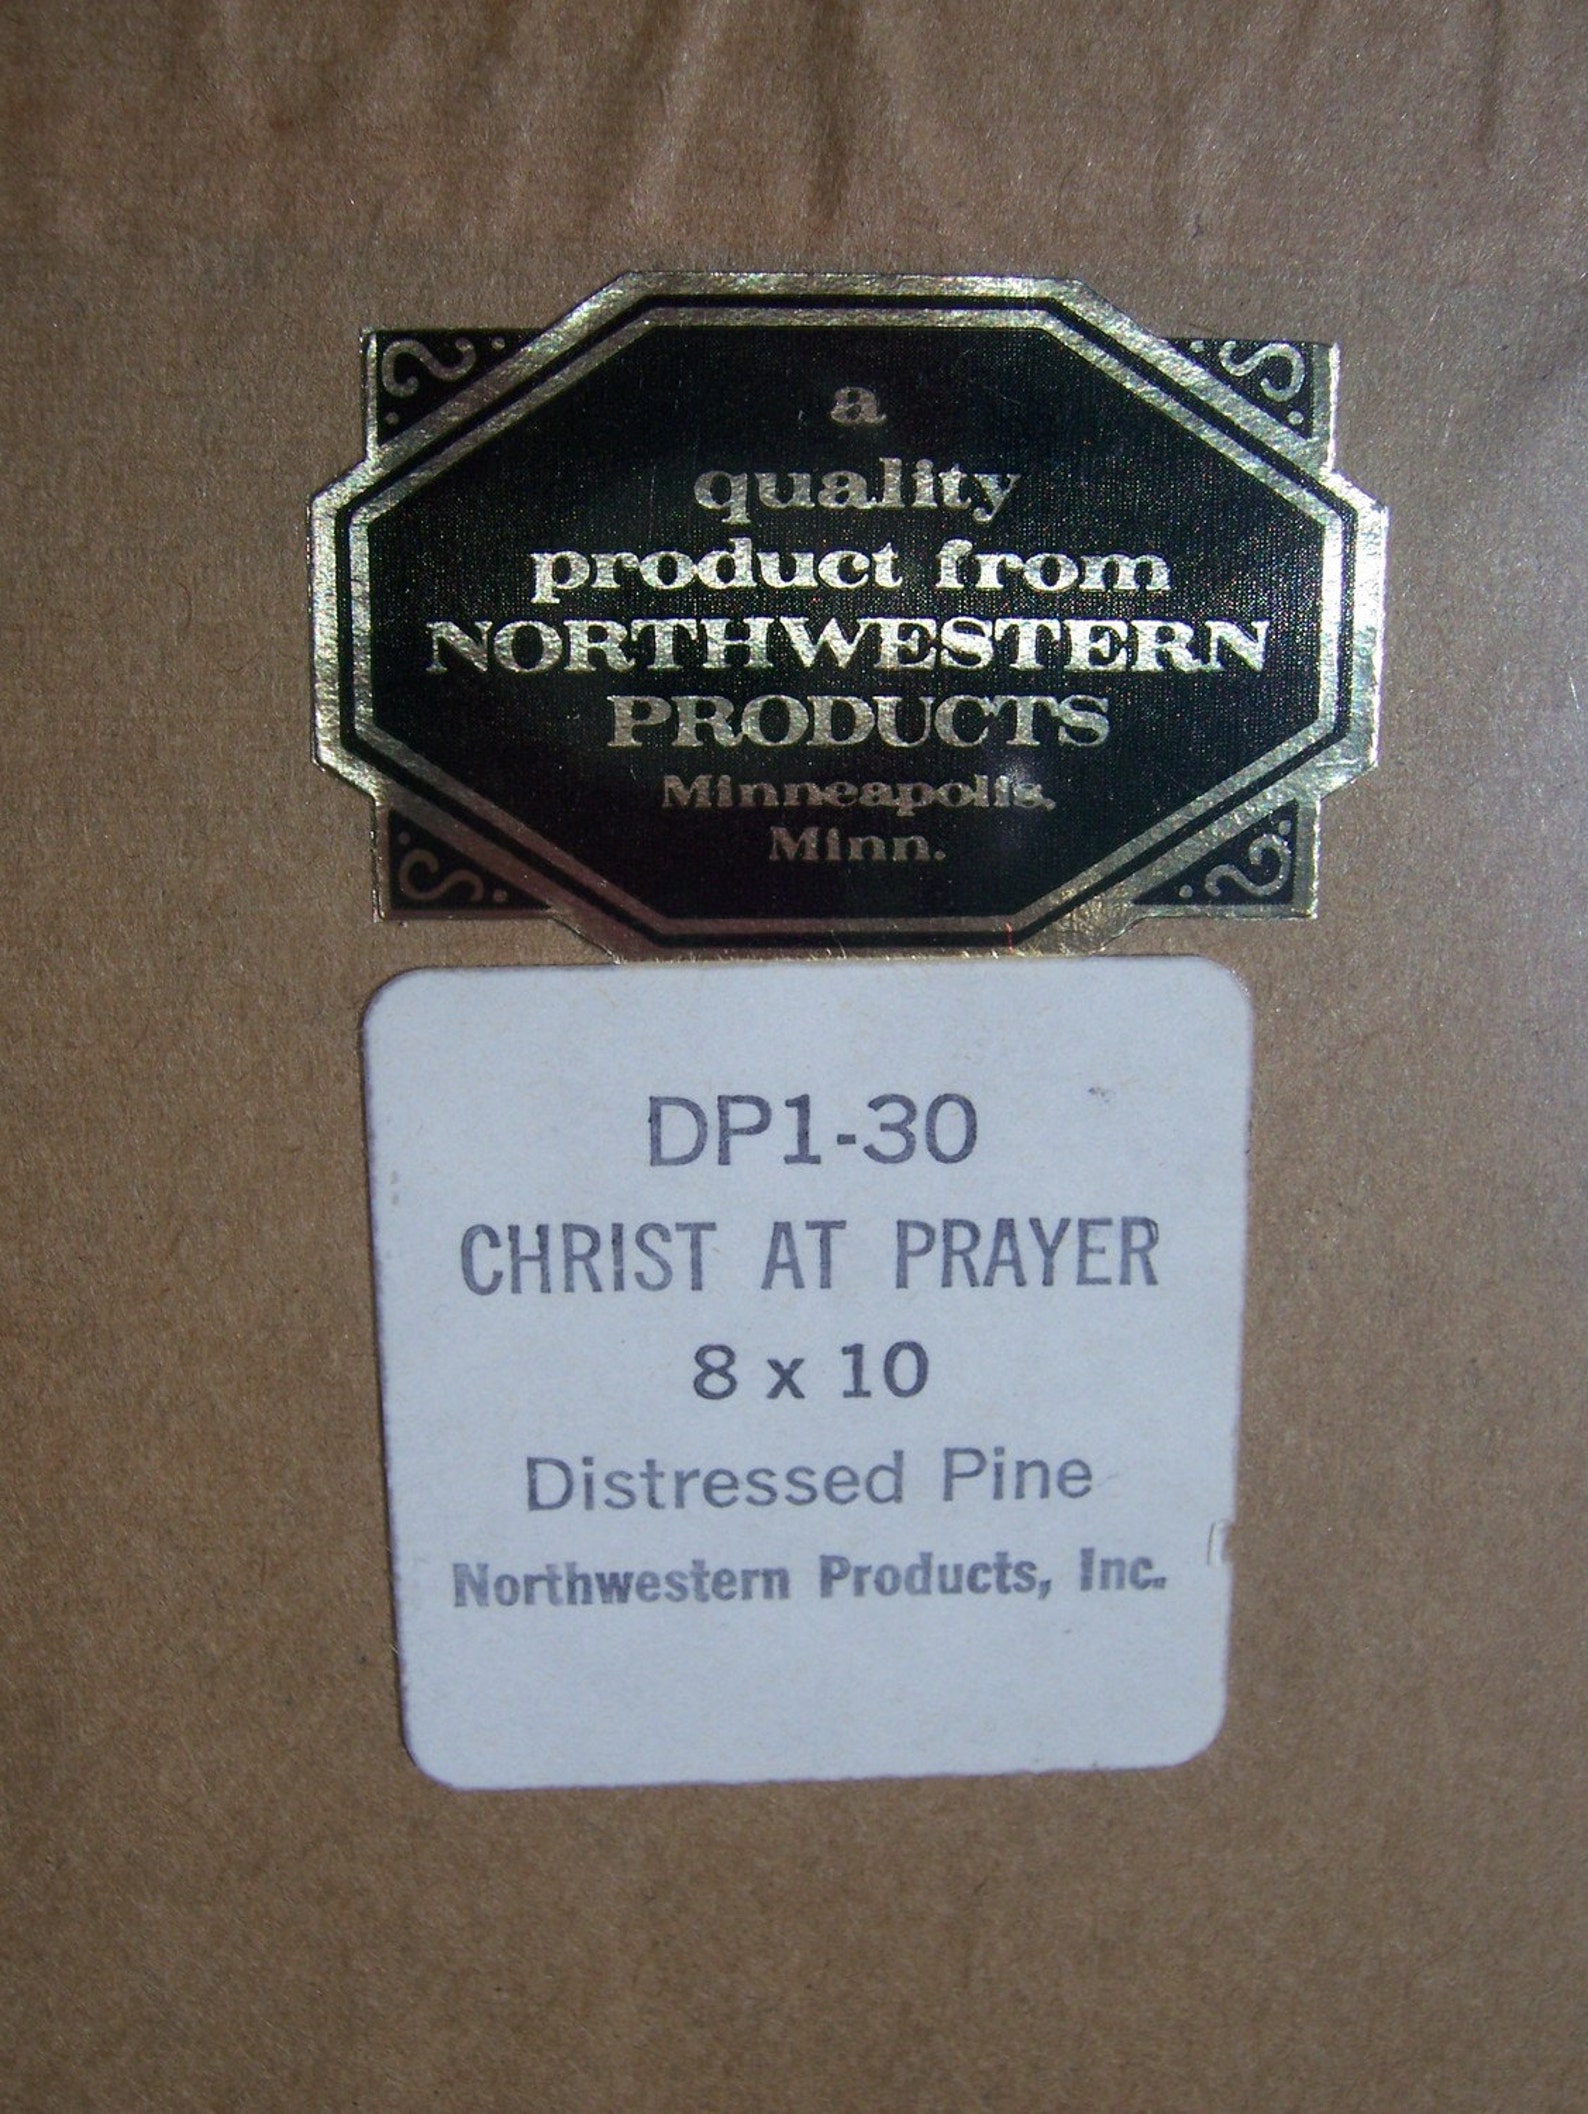 a
quality
product from
NORTHWESTERN
PRODUCTS
Minneapolis,
Minn.
DP1-30
CHRIST AT PRAYER
8 x 10
Distressed Pine
Northwestern Products, Inc.